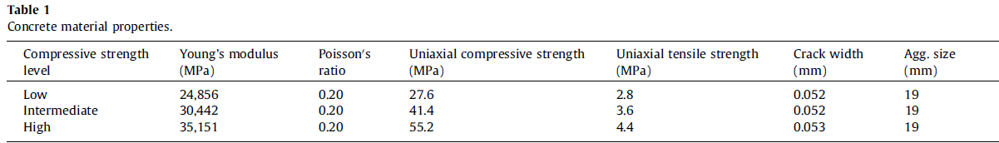 Table 1
Concrete material properties.
Compressive strength level Young's modulus (MPa) Poisson's ratio Uniaxial compressive strength (MPa) Uniaxial tensile strength (MPa) Crack width (mm) Agg. size (mm)
Low 24,856 0.20 27.6 2.8 0.052 19
Intermediate 30,442 0.20 41.4 3.6 0.052 19
High 35,151 0.20 55.2 4.4 0.053 19